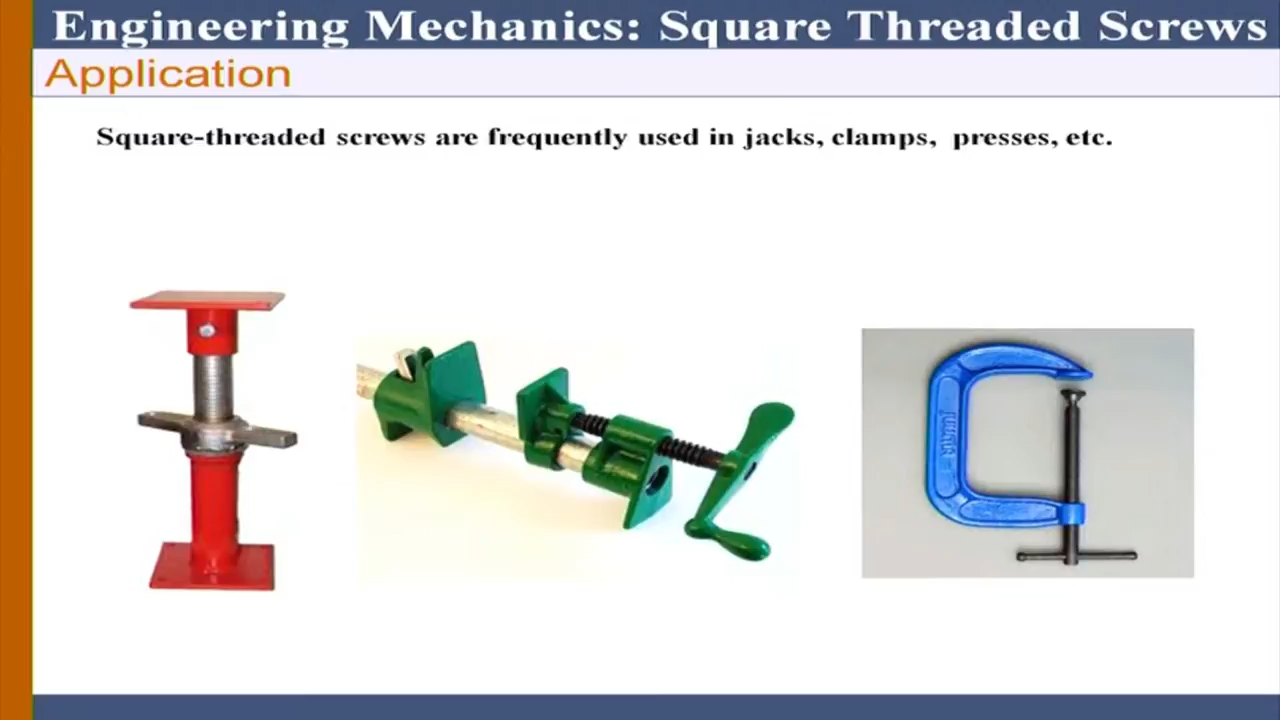 Engineering Mechanics: Square Threaded Screws
Application
Square-threaded screws are frequently used in jacks, clamps, presses, etc.